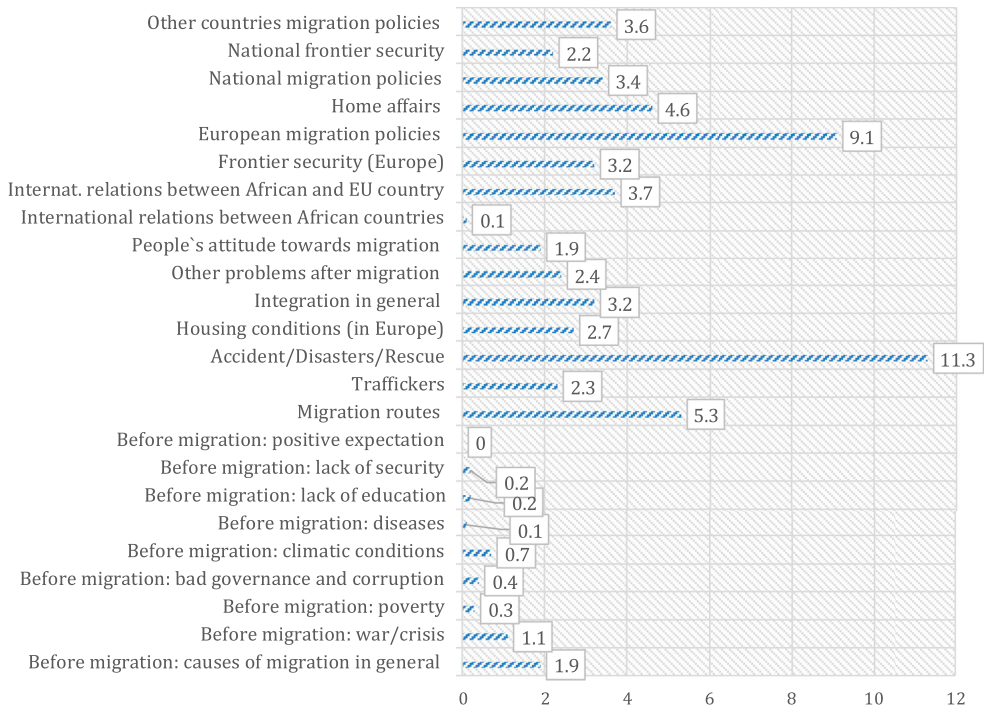 Other countries migration policies 3.6
National frontier security 2.2
National migration policies 3.4
Home affairs 4.6
European migration policies 9.1
Frontier security (Europe) 3.2
Internat. relations between African and EU country 3.7
International relations between African countries 0.1
People`s attitude towards migration 1.9
Other problems after migration 2.4
Integration in general 3.2
Housing conditions (in Europe) 2.7
Accident/Disasters/Rescue 11.3
Traffickers 2.3
Migration routes 5.3
Before migration: positive expectation 0
Before migration: lack of security 0.2
Before migration: lack of education 0.2
Before migration: diseases 0.1
Before migration: climatic conditions 0.7
Before migration: bad governance and corruption 0.4
Before migration: poverty 0.3
Before migration: war/crisis 1.1
Before migration: causes of migration in general 1.9
0 2 4 6 8 10 12